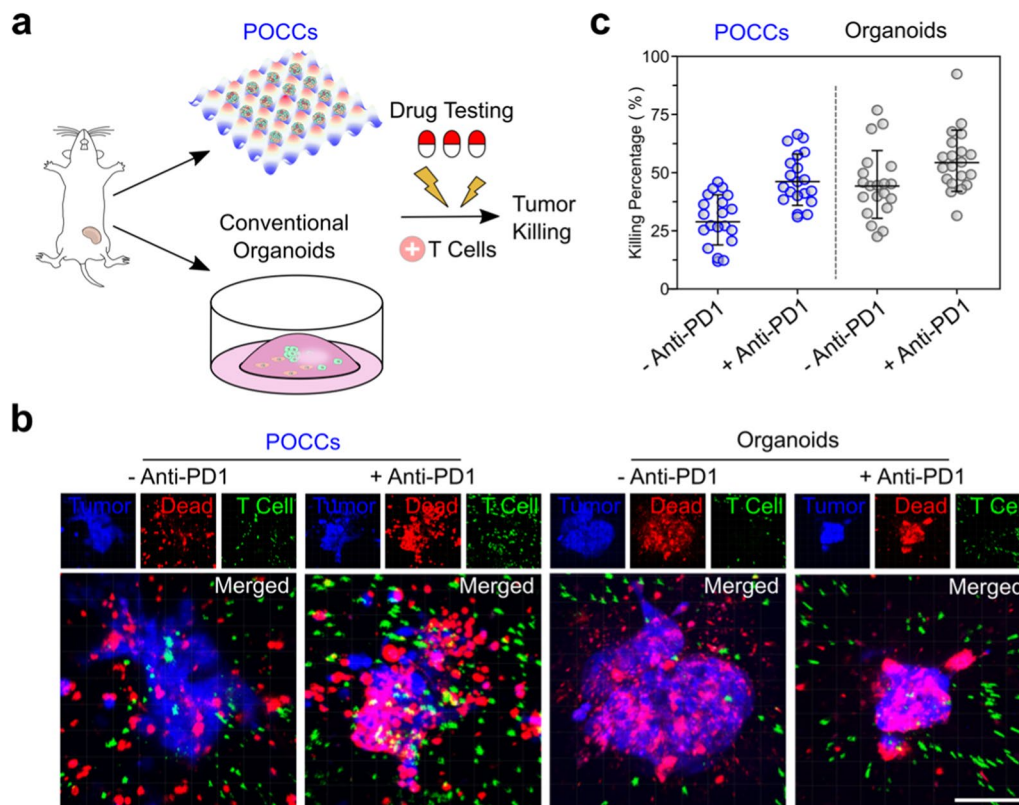 a
POCCs
Drug Testing
Conventional
Organoids
+ T Cells
Tumor
Killing
c
POCCs Organoids
Killing Percentage (%)
100
75
50
25
0
- Anti-PD1
+ Anti-PD1
- Anti-PD1
+ Anti-PD1
b
POCCs
Organoids
- Anti-PD1
+ Anti-PD1
- Anti-PD1
+ Anti-PD1
Tumor Dead T Cell
Tumor Dead T Cell
Tumor Dead T Cell
Tumor Dead T Cell
Merged
Merged
Merged
Merged